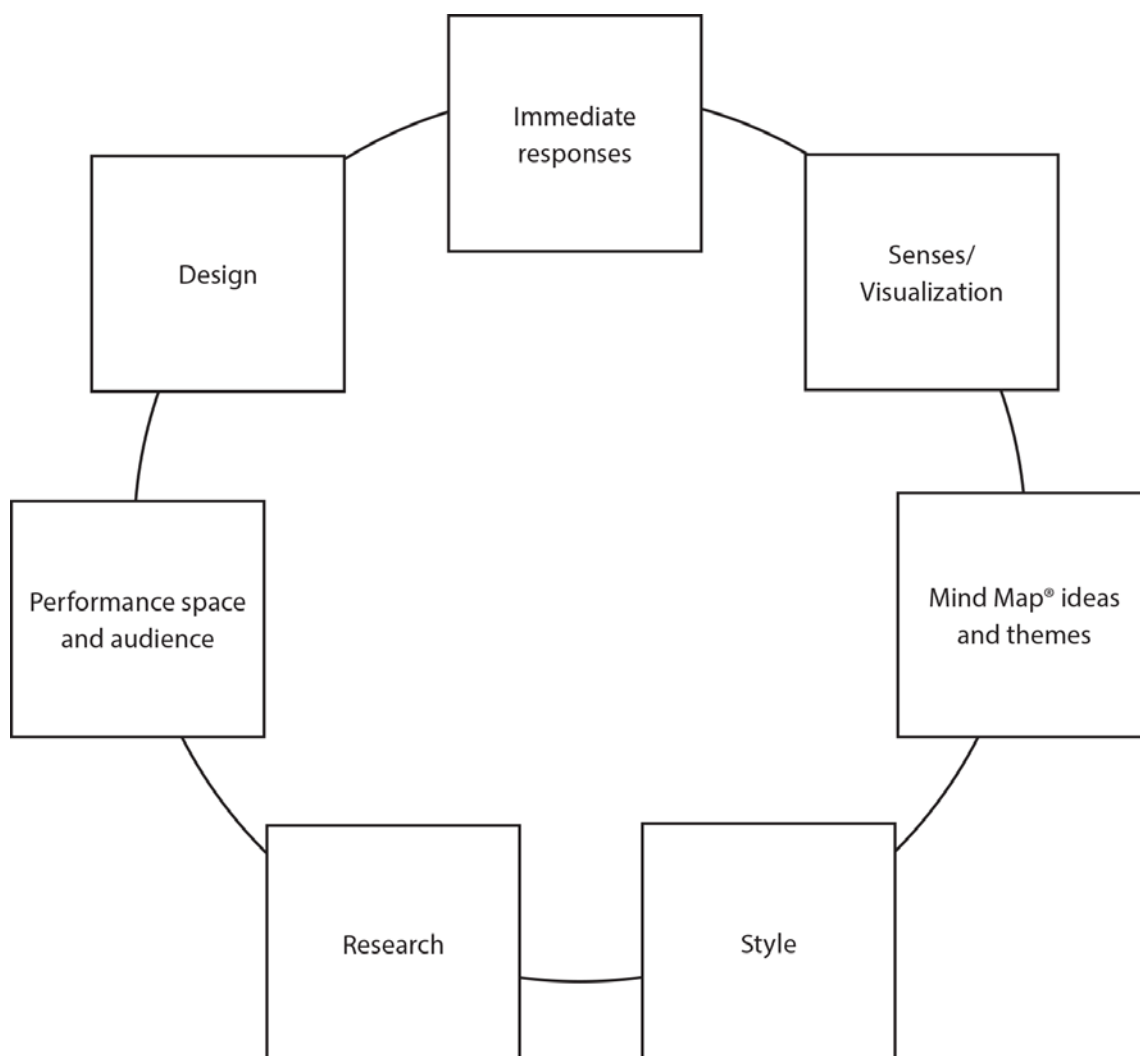 Immediate
responses
Senses/
Visualization
Mind Map® ideas
and themes
Style
Research
Performance space
and audience
Design